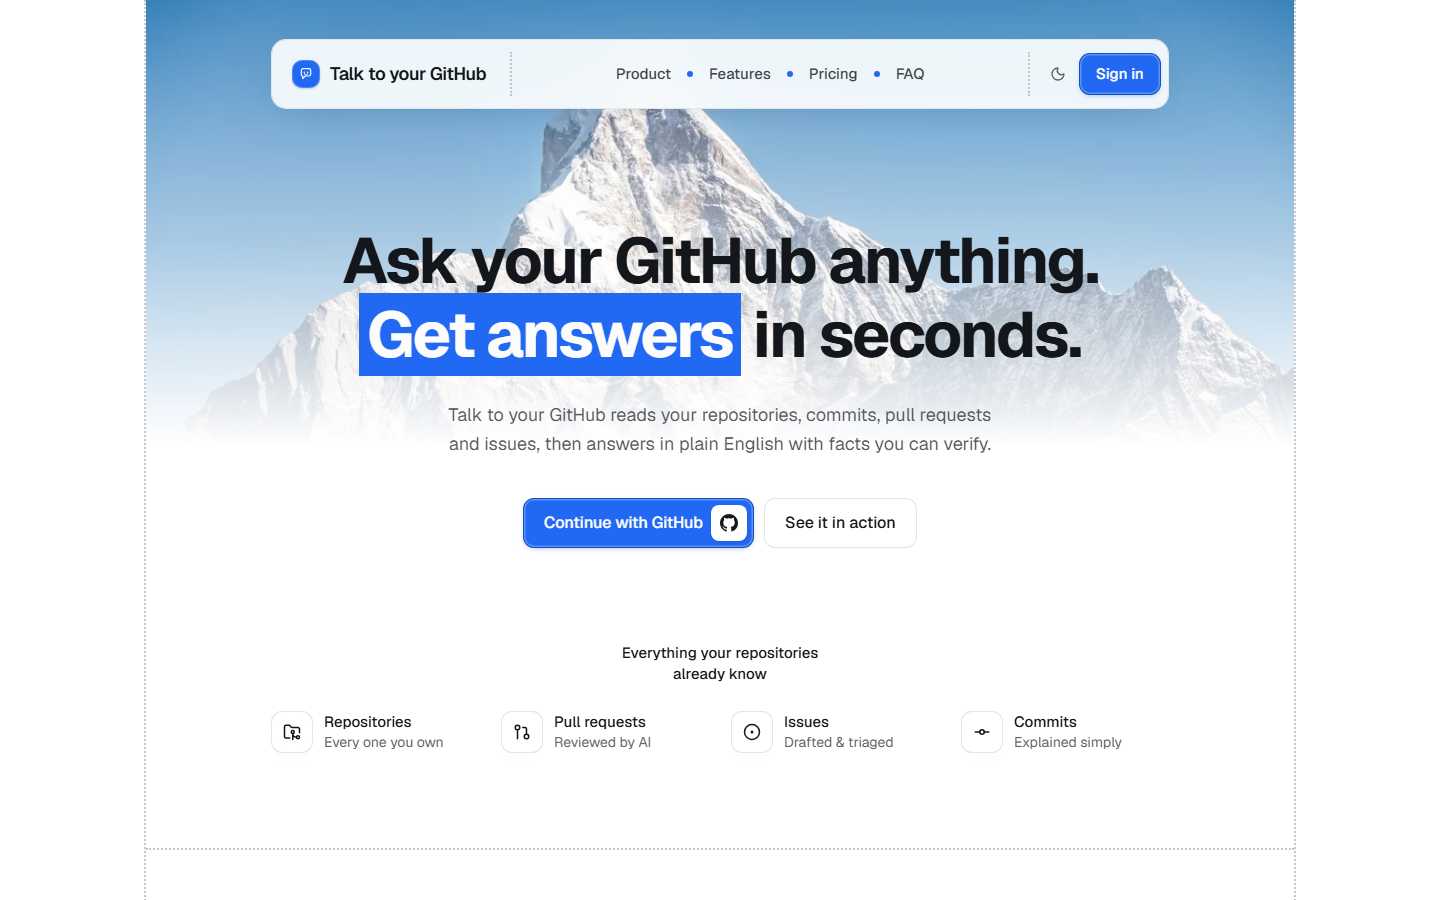 Talk to your GitHub
Product
Features
Pricing
FAQ
Sign in
Ask your GitHub anything.
Get answers in seconds.
Talk to your GitHub reads your repositories, commits, pull requests
and issues, then answers in plain English with facts you can verify.
Continue with GitHub
See it in action
Everything your repositories
already know
Repositories
Every one you own
Pull requests
Reviewed by AI
Issues
Drafted & triaged
Commits
Explained simply